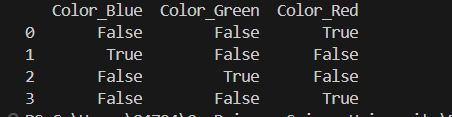 Color_Blue Color_Green Color_Red
0 False False True
1 True False False
2 False True False
3 False False True